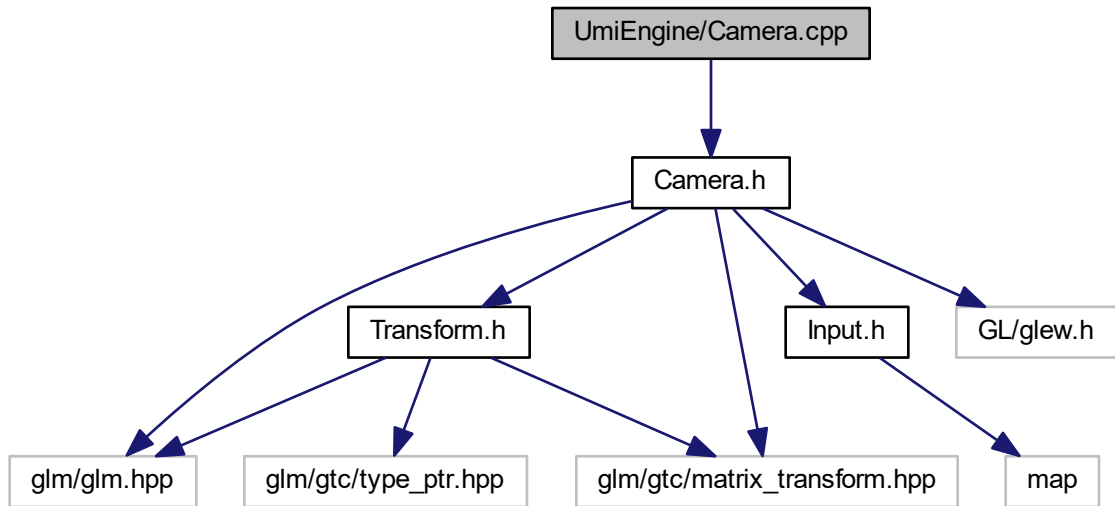 UmiEngine/Camera.cpp
Camera.h
Transform.h
Input.h
GL/glew.h
glm/glm.hpp
glm/gtc/type_ptr.hpp
glm/gtc/matrix_transform.hpp
map